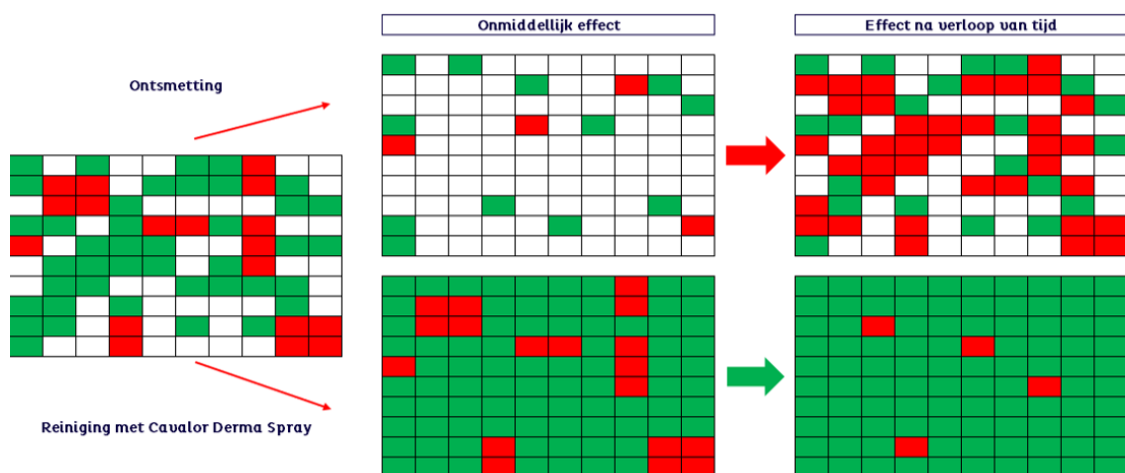 Onmiddellijk effect
Effect na verloop van tijd
Ontsmetting
Reiniging met Cavalor Derma Spray